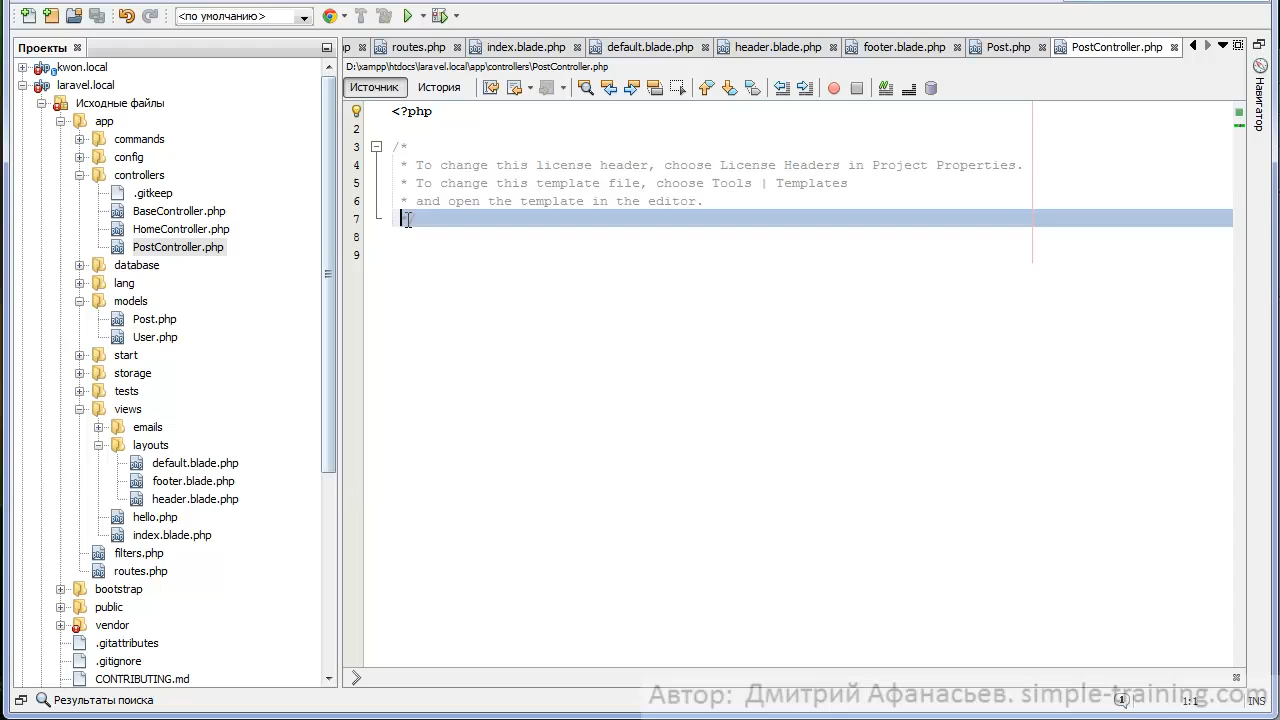 <по умолчанию>
Проекты
р
routes.php
index.blade.php
default.blade.php
header.blade.php
footer.blade.php
Post.php
PostController.php
D:\xampp\htdocs\laravel.local\app\controllers\PostController.php
Источник
История
Навигатор
kwon.local
laravel.local
Исходные файлы
app
commands
config
controllers
.gitkeep
BaseController.php
HomeController.php
PostController.php
database
lang
models
Post.php
User.php
start
storage
tests
views
emails
layouts
default.blade.php
footer.blade.php
header.blade.php
hello.php
index.blade.php
filters.php
routes.php
bootstrap
public
vendor
.gitattributes
.gitignore
CONTRIBUTING.md
<?php
2
3 /*
4 * To change this license header, choose License Headers in Project Properties.
5 * To change this template file, choose Tools | Templates
6 * and open the template in the editor.
7
8
9
Результаты поиска
1:1
INS
Автор: Дмитрий Афанасьев. simple-training.com